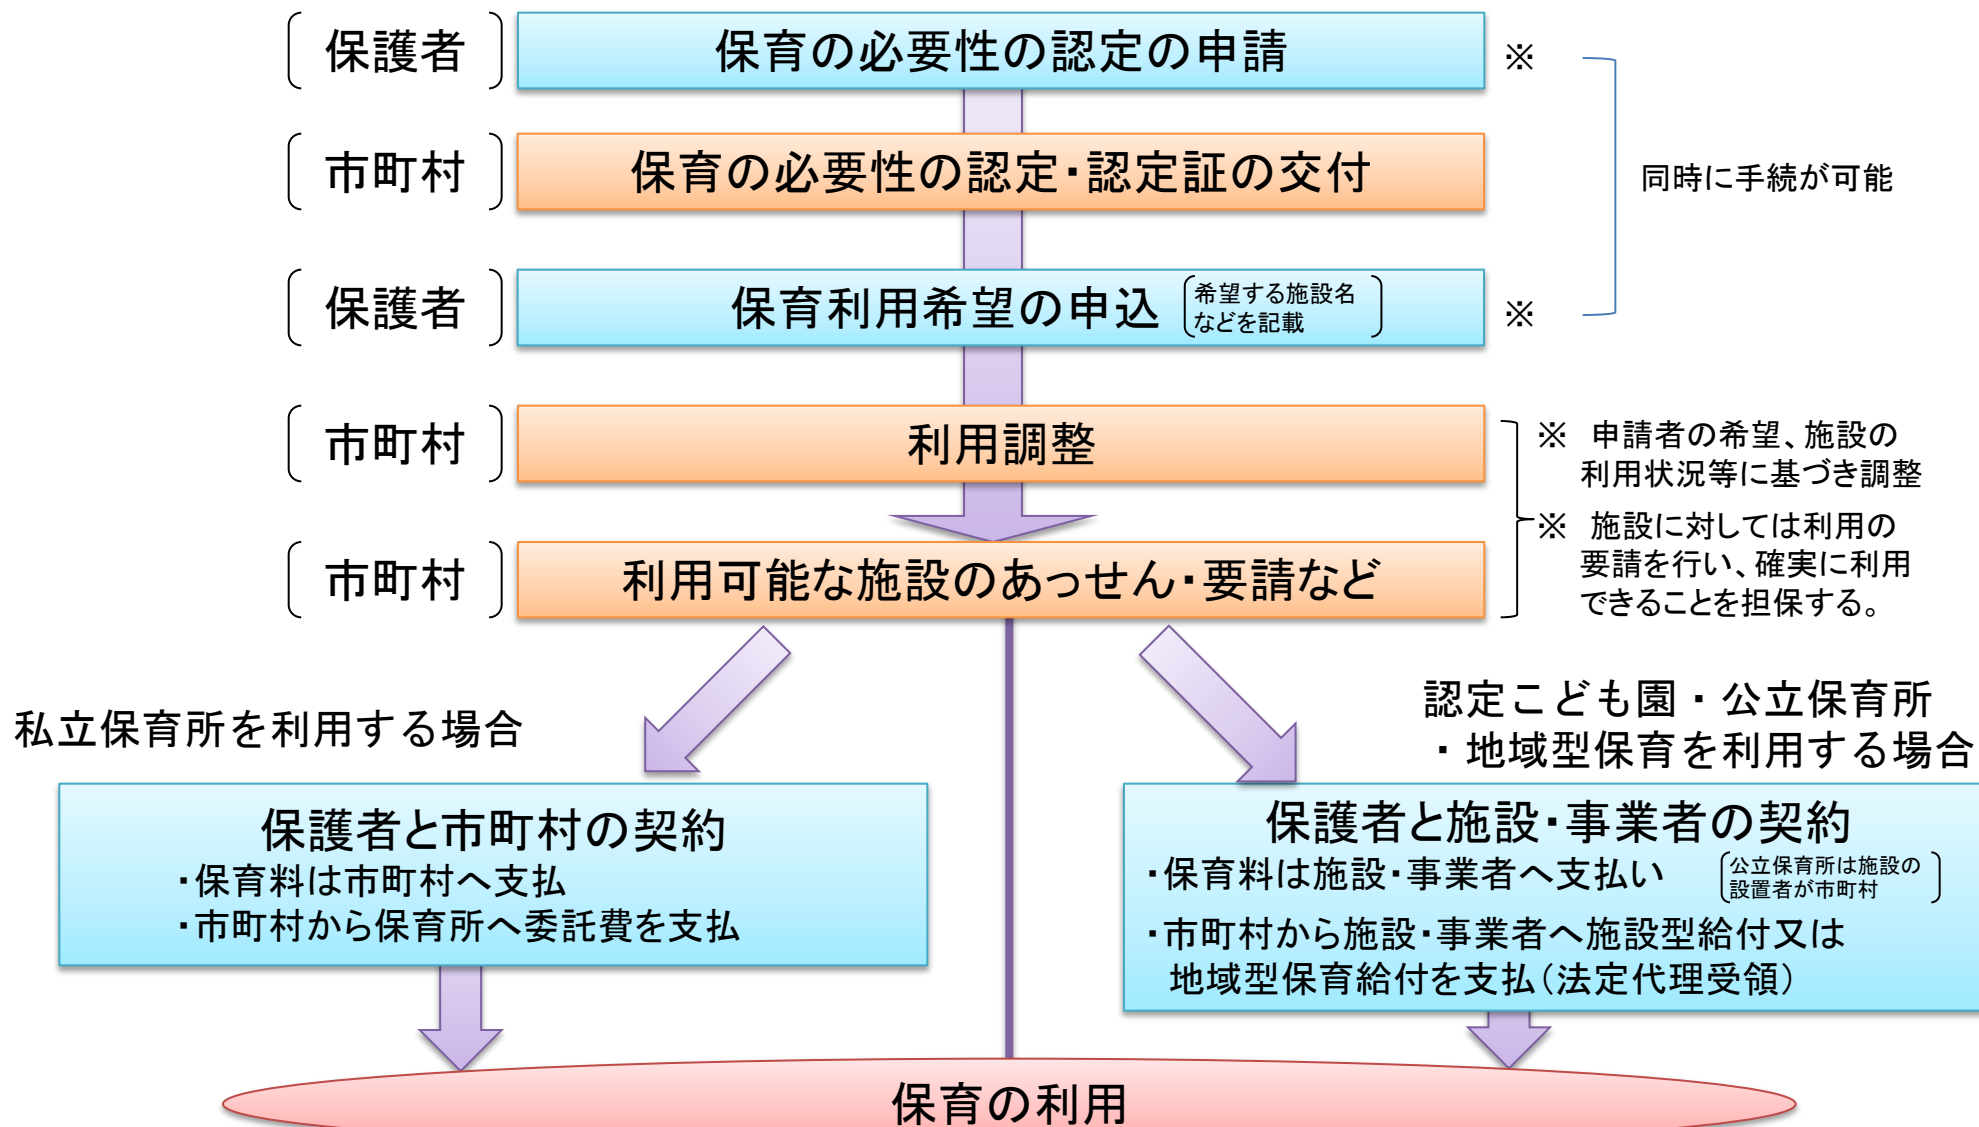 保護者
保育の必要性の認定の申請
※
市町村
保育の必要性の認定・認定証の交付
同時に手続が可能
保護者
保育利用希望の申込
希望する施設名
などを記載
※
市町村
利用調整
※ 申請者の希望、施設の
利用状況等に基づき調整
※ 施設に対しては利用の
要請を行い、確実に利用
できることを担保する。
市町村
利用可能な施設のあっせん・要請など
私立保育所を利用する場合
保護者と市町村の契約
・保育料は市町村へ支払
・市町村から保育所へ委託費を支払
認定こども園・公立保育所
・地域型保育を利用する場合
保護者と施設・事業者の契約
・保育料は施設・事業者へ支払い
公立保育所は施設の
設置者が市町村
・市町村から施設・事業者へ施設型給付又は
地域型保育給付を支払(法定代理受領)
保育の利用